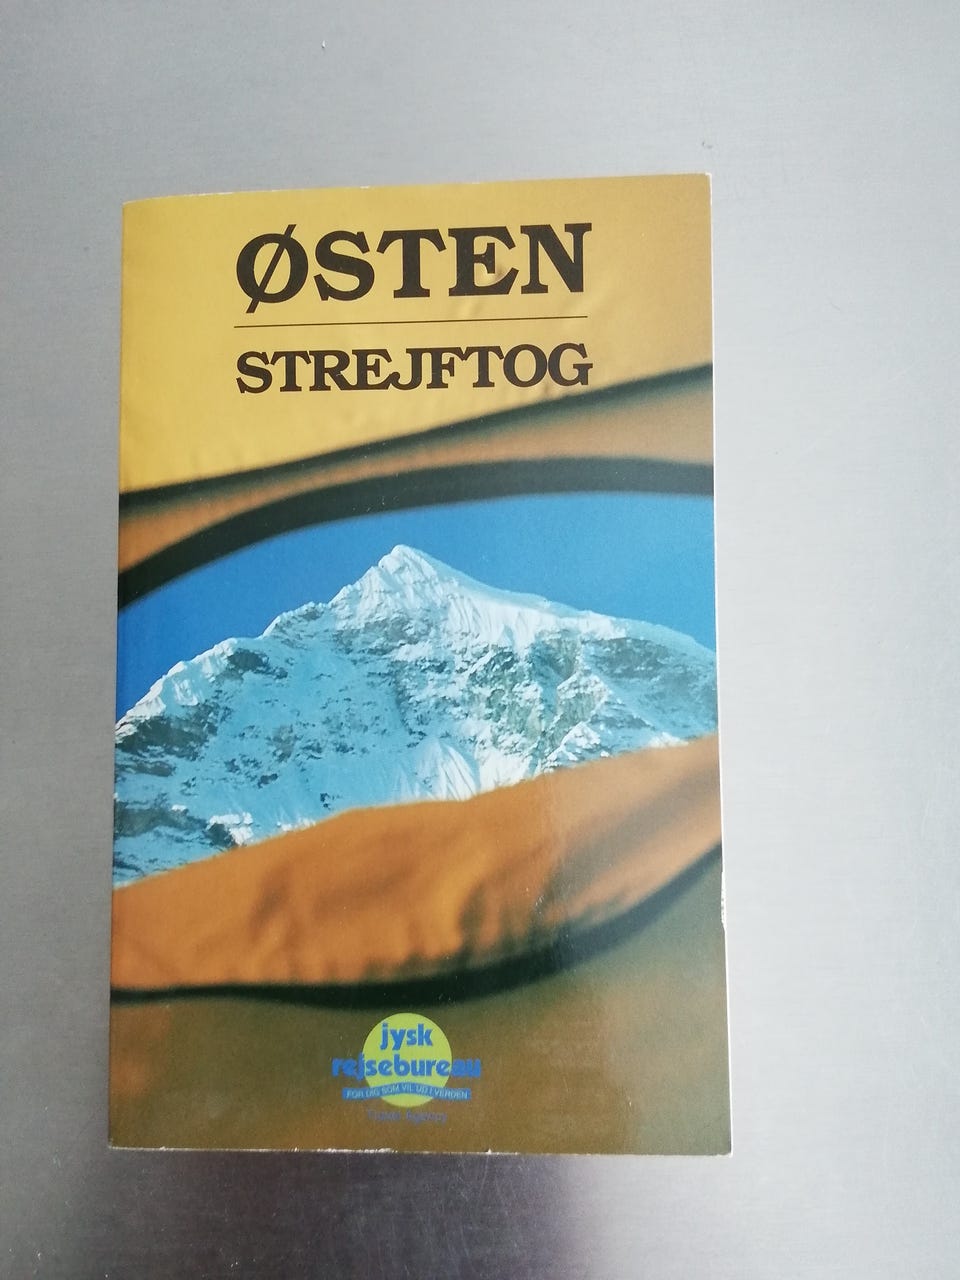 ØSTEN
STREJFTOG
jysk
rejsebureau
FOR DIG SOM VIL UD I VERDEN